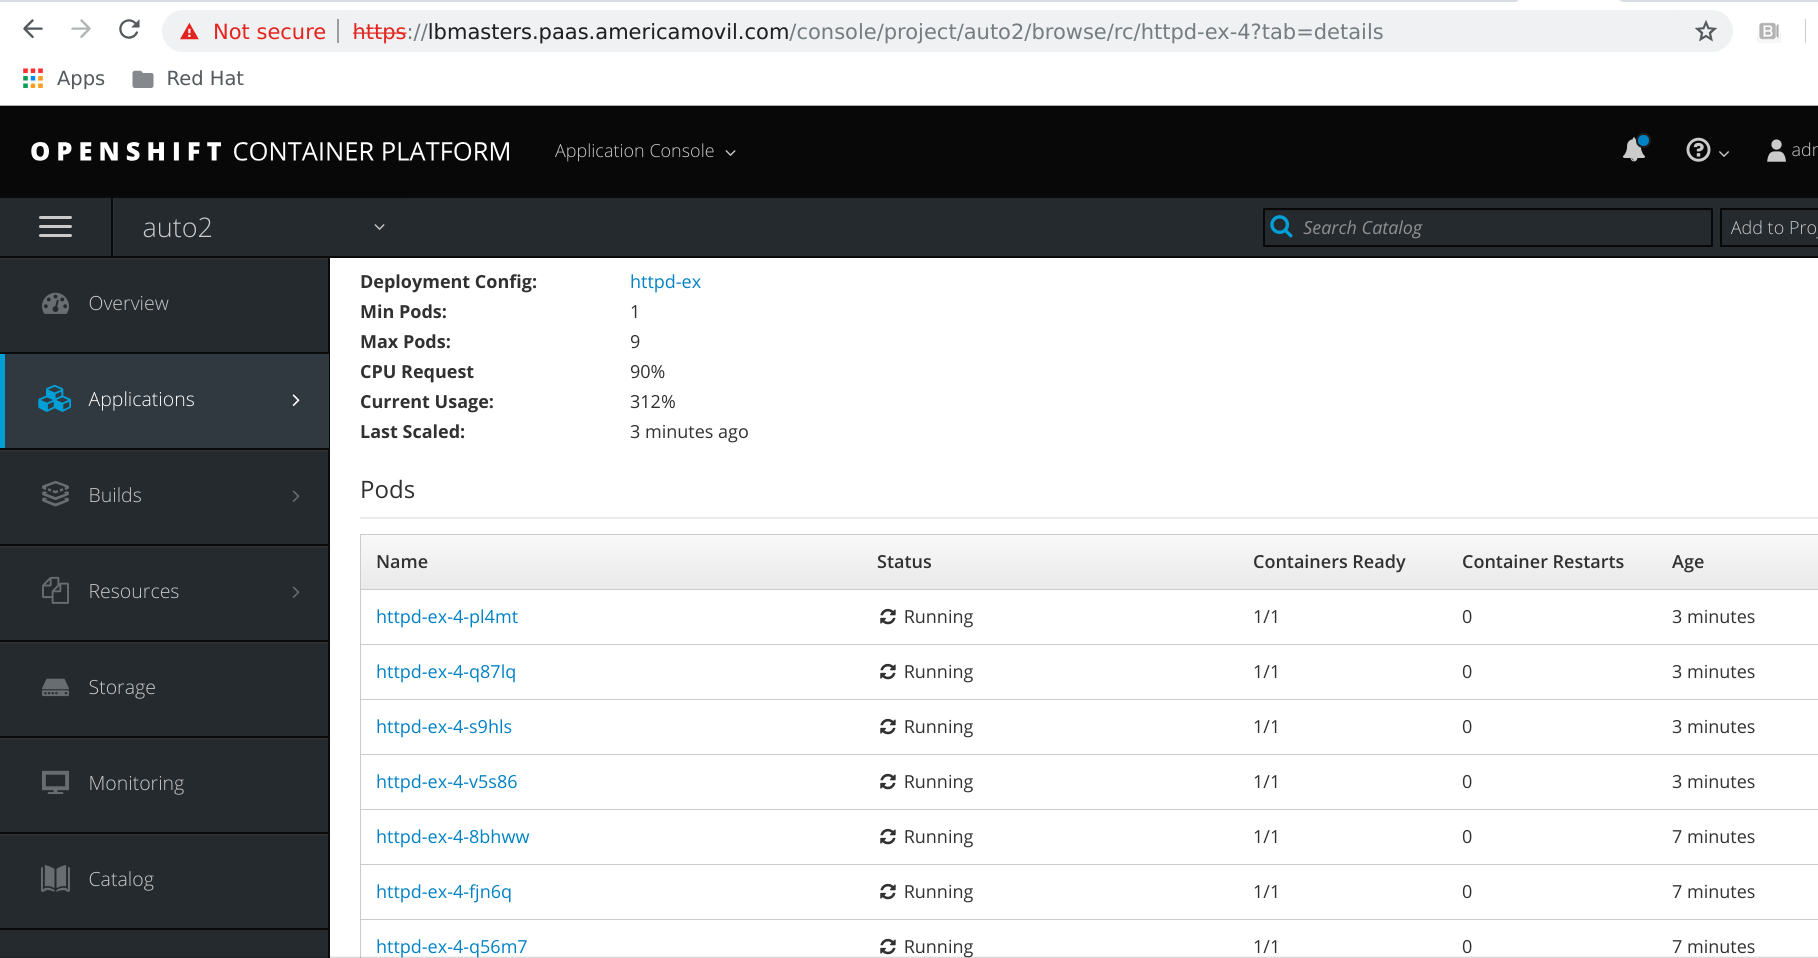 Not secure | https://lbmasters.paas.americamovil.com/console/project/auto2/browse/rc/httpd-ex-4?tab=details
Apps Red Hat
OPENSHIFT CONTAINER PLATFORM Application Console adr
auto2 Search Catalog Add to Proj
Overview
Applications
Builds
Resources
Storage
Monitoring
Catalog
Deployment Config: httpd-ex
Min Pods: 1
Max Pods: 9
CPU Request 90%
Current Usage: 312%
Last Scaled: 3 minutes ago
Pods
Name Status Containers Ready Container Restarts Age
httpd-ex-4-pl4mt Running 1/1 0 3 minutes
httpd-ex-4-q87lq Running 1/1 0 3 minutes
httpd-ex-4-s9hls Running 1/1 0 3 minutes
httpd-ex-4-v5s86 Running 1/1 0 3 minutes
httpd-ex-4-8bhww Running 1/1 0 7 minutes
httpd-ex-4-fjn6q Running 1/1 0 7 minutes
httpd-ex-4-q56m7 Running 1/1 0 7 minutes